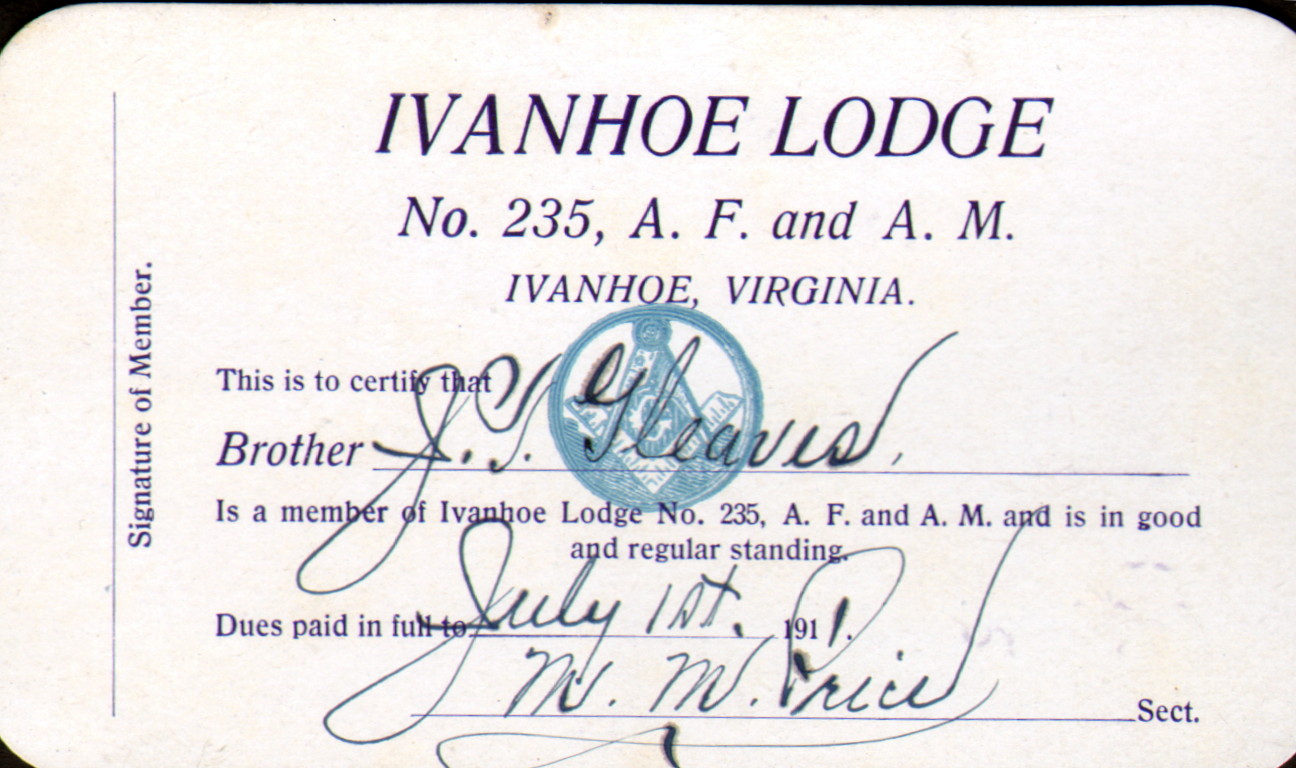 IVANHOE LODGE
No. 235, A. F. and A. M.
IVANHOE, VIRGINIA.
This is to certify that
Brother J. T. Gleaves,
Is a member of Ivanhoe Lodge No. 235, A. F. and A. M. and is in good
and regular standing.
Dues paid in full to July 1st. 1911.
M. M. Price Sect.
Signature of Member.